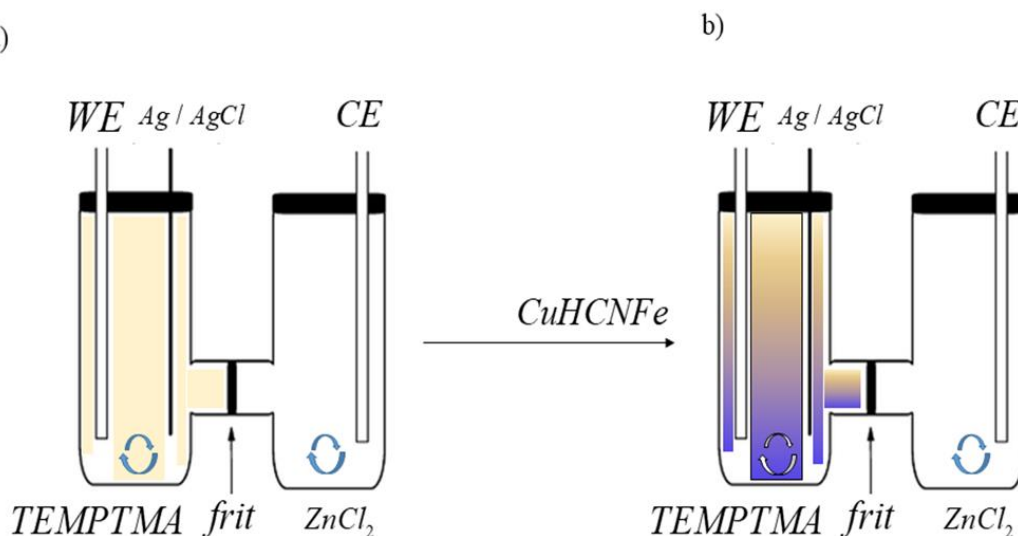 )
b)
WE Ag / AgCl CE
WE Ag / AgCl CE
CuHCNFe
TEMPTMA frit ZnCl2
TEMPTMA frit ZnCl2